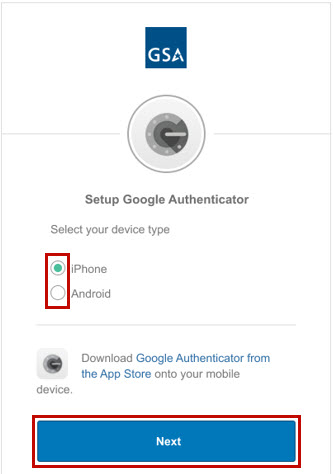 GSA
Setup Google Authenticator
Select your device type
iPhone
Android
Download Google Authenticator from
the App Store onto your mobile
device.
Next